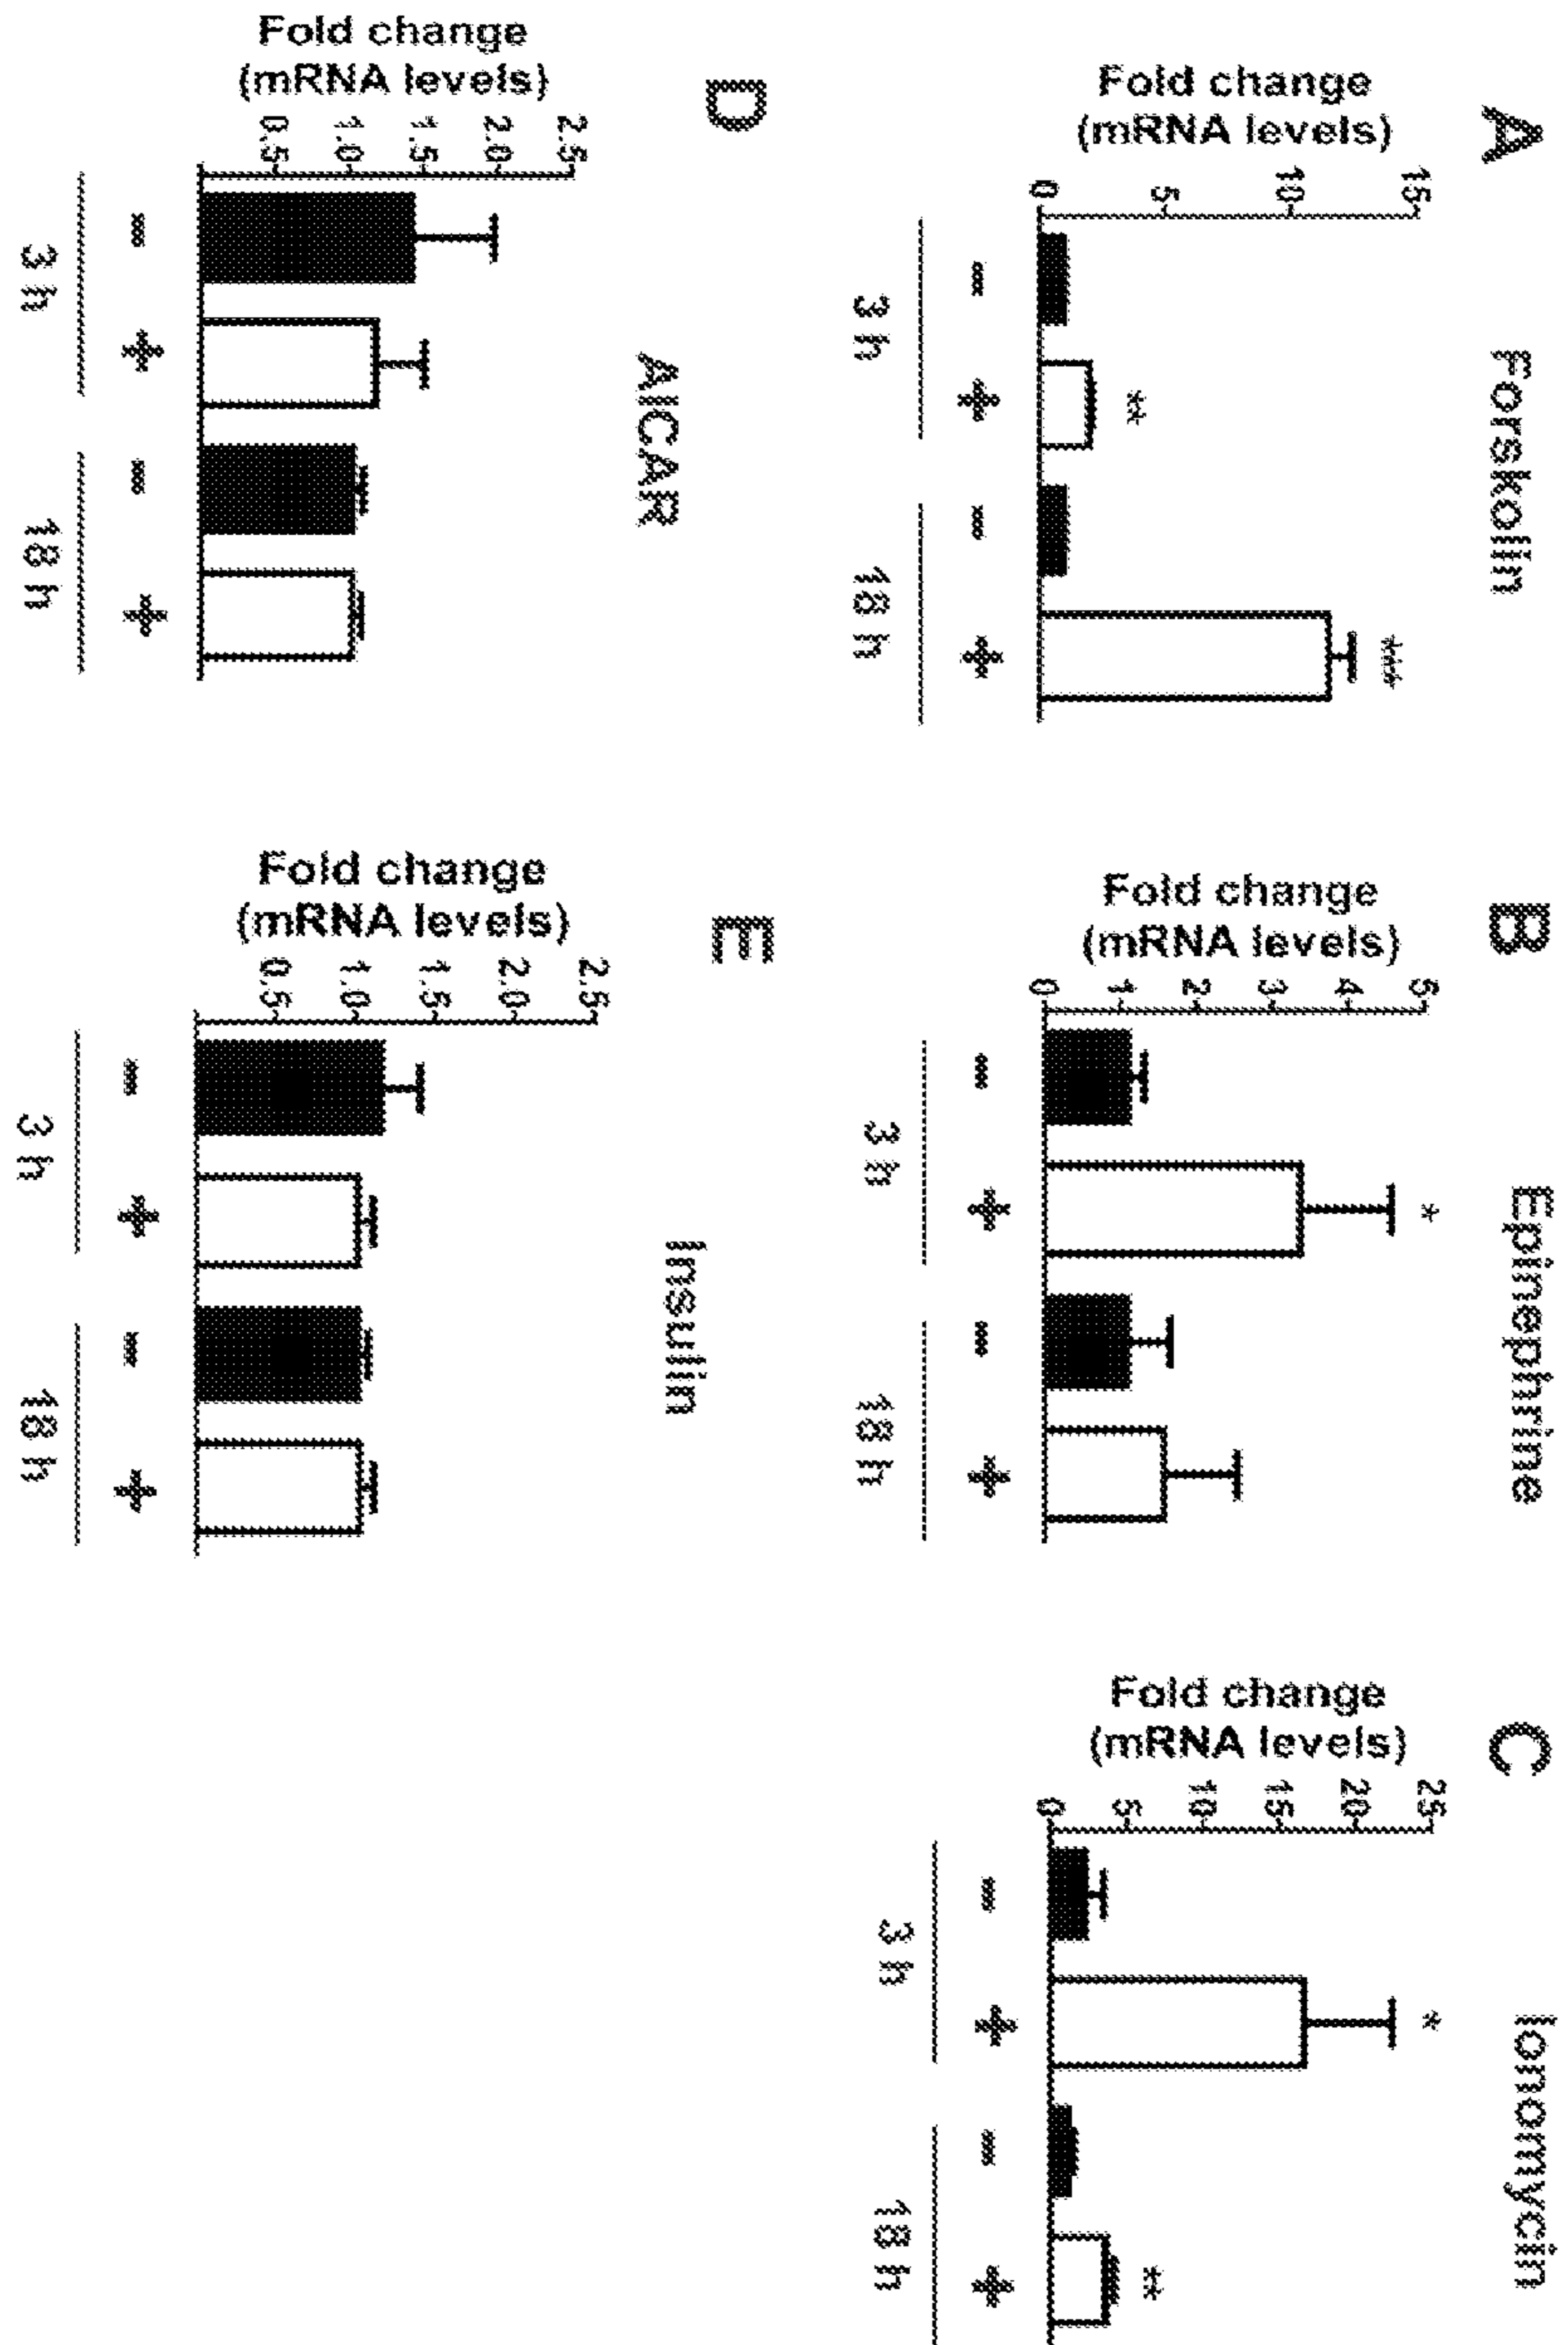 A
Forskolin
Fold change
(mRNA levels)
15
10
5
0
**
***
− + − +
3 h 18 h
B
Epinephrine
Fold change
(mRNA levels)
5
4
3
2
1
0
*
− + − +
3 h 18 h
C
Ionomycin
Fold change
(mRNA levels)
25
20
15
10
5
0
*
**
− + − +
3 h 18 h
D
AICAR
Fold change
(mRNA levels)
2.5
2.0
1.5
1.0
0.5
− + − +
3 h 18 h
E
Insulin
Fold change
(mRNA levels)
2.5
2.0
1.5
1.0
0.5
− + − +
3 h 18 h